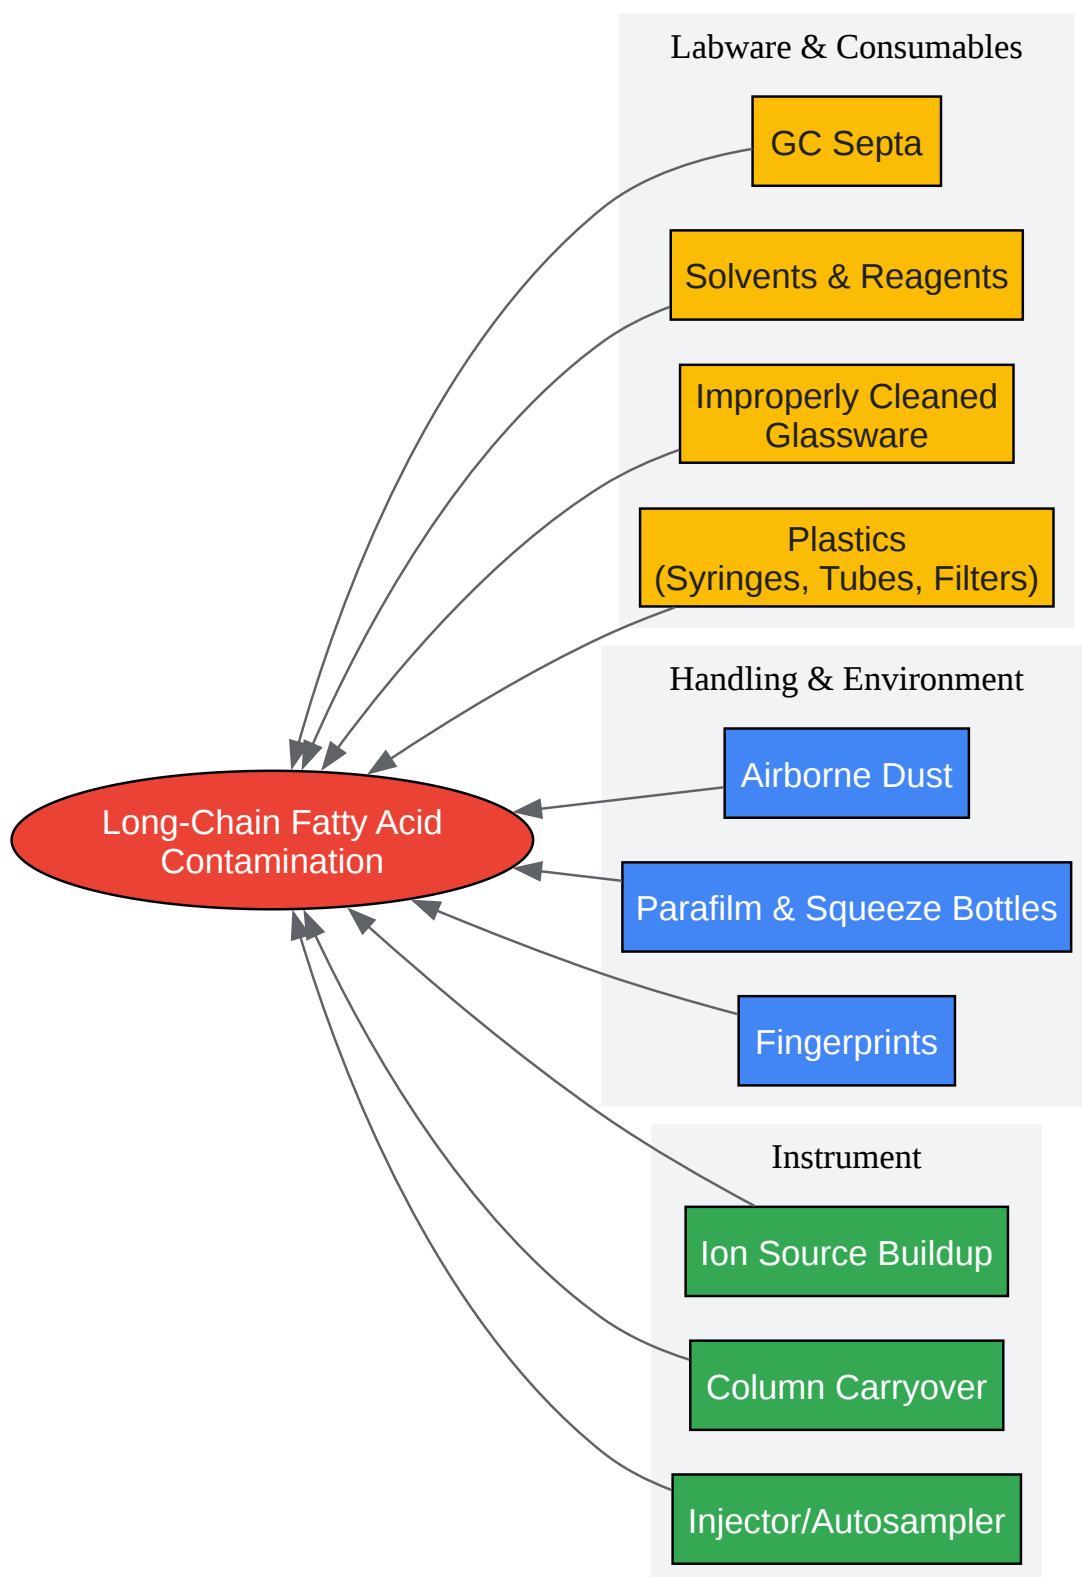 Labware & Consumables
GC Septa
Solvents & Reagents
Improperly Cleaned
Glassware
Plastics
(Syringes, Tubes, Filters)
Handling & Environment
Airborne Dust
Long-Chain Fatty Acid
Contamination
Parafilm & Squeeze Bottles
Fingerprints
Instrument
Ion Source Buildup
Column Carryover
Injector/Autosampler